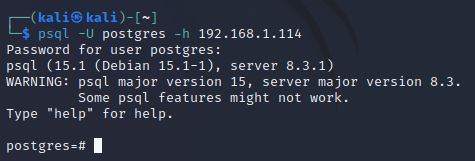 ┌──(kali㉿kali)-[~]
└─$ psql -U postgres -h 192.168.1.114
Password for user postgres:
psql (15.1 (Debian 15.1-1), server 8.3.1)
WARNING: psql major version 15, server major version 8.3.
         Some psql features might not work.
Type "help" for help.

postgres=#